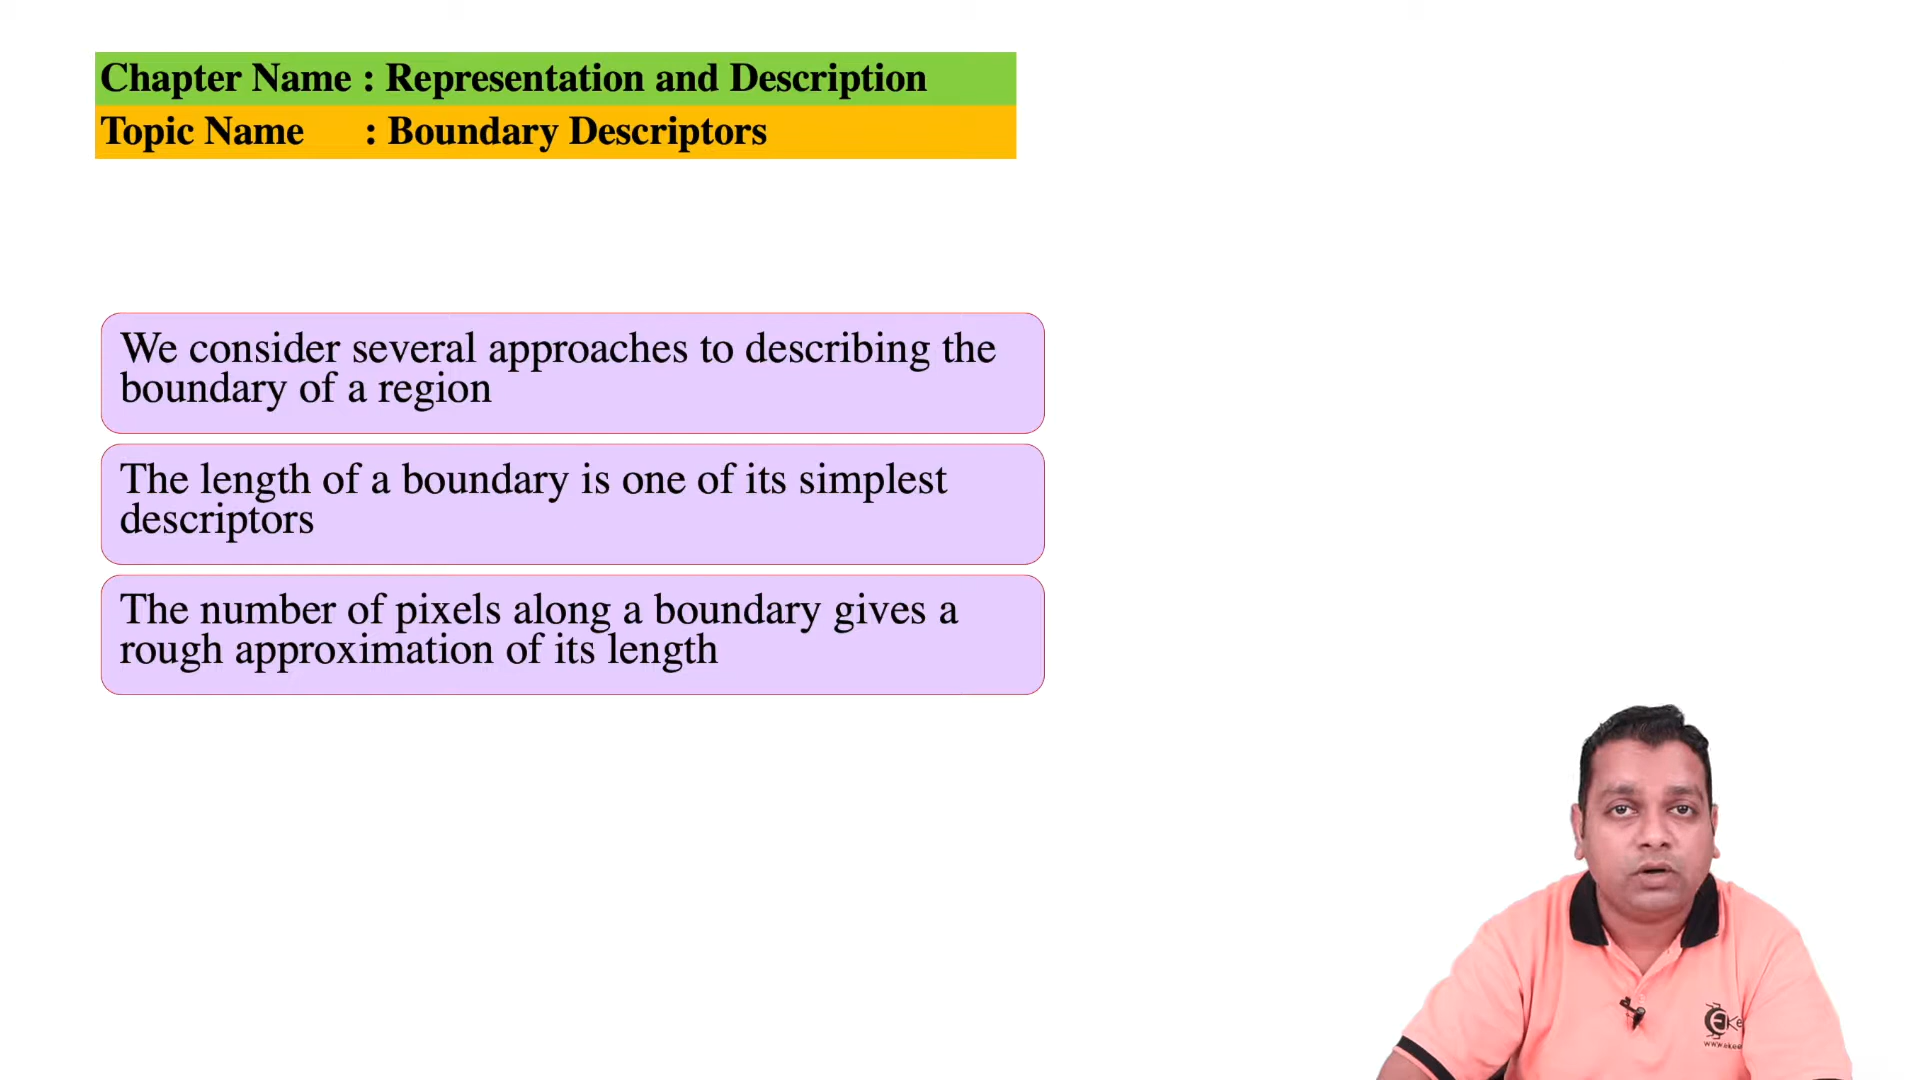 Chapter Name : Representation and Description
Topic Name : Boundary Descriptors
We consider several approaches to describing the
boundary of a region
The length of a boundary is one of its simplest
descriptors
The number of pixels along a boundary gives a
rough approximation of its length